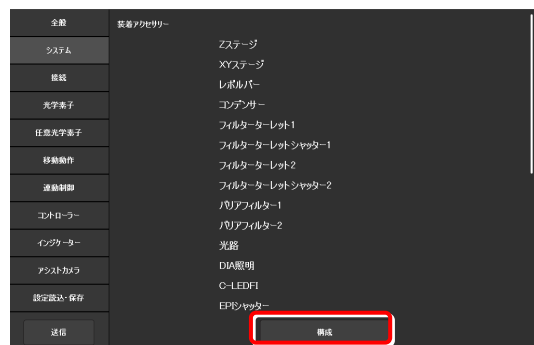 全般
システム
接続
光学素子
任意光学素子
移動動作
連動制御
コントローラー
インジケーター
アシストカメラ
設定読込・保存
送信
装着アクセサリー
Zステージ
XYステージ
レボルバー
コンデンサー
フィルターターレット1
フィルターターレットシャッター1
フィルターターレット2
フィルターターレットシャッター2
バリアフィルター1
バリアフィルター2
光路
DIA照明
C-LEDFI
EPIシャッター
構成